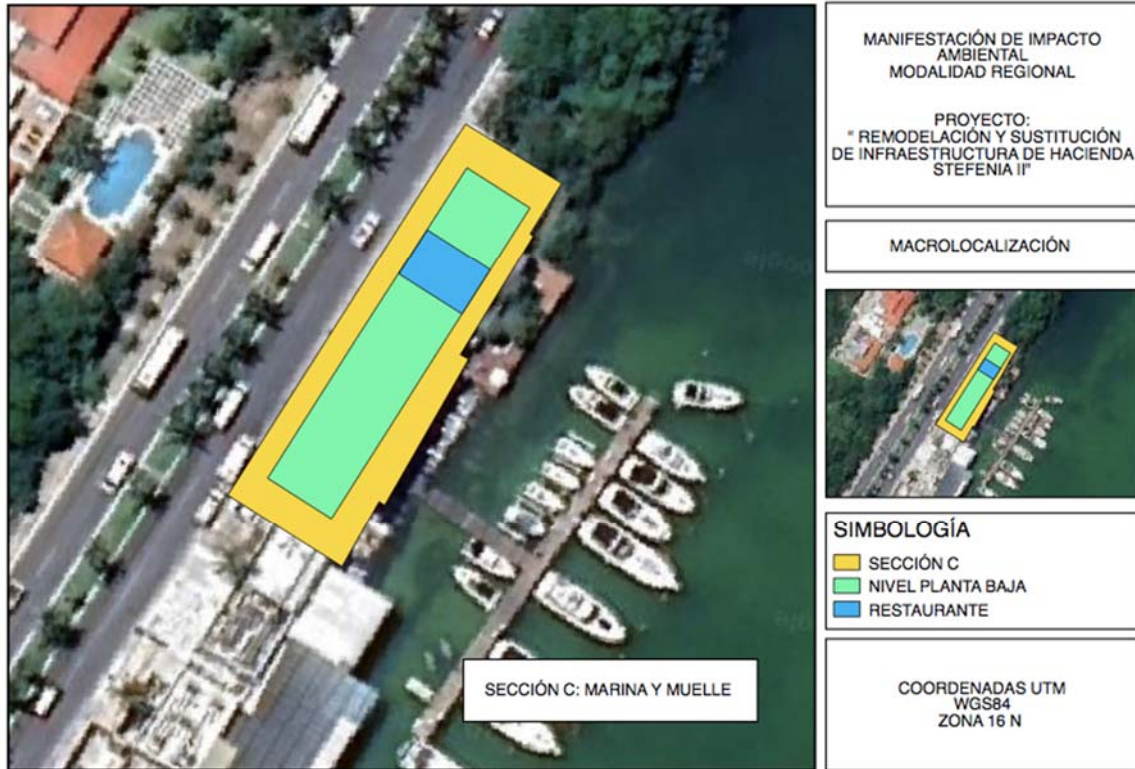 MANIFESTACIÓN DE IMPACTO
AMBIENTAL
MODALIDAD REGIONAL
PROYECTO:
" REMODELACIÓN Y SUSTITUCIÓN
DE INFRAESTRUCTURA DE HACIENDA
STEFENIA II"
MACROLOCALIZACIÓN
SIMBOLOGÍA
SECCIÓN C
NIVEL PLANTA BAJA
RESTAURANTE
SECCIÓN C: MARINA Y MUELLE
COORDENADAS UTM
WGS84
ZONA 16 N